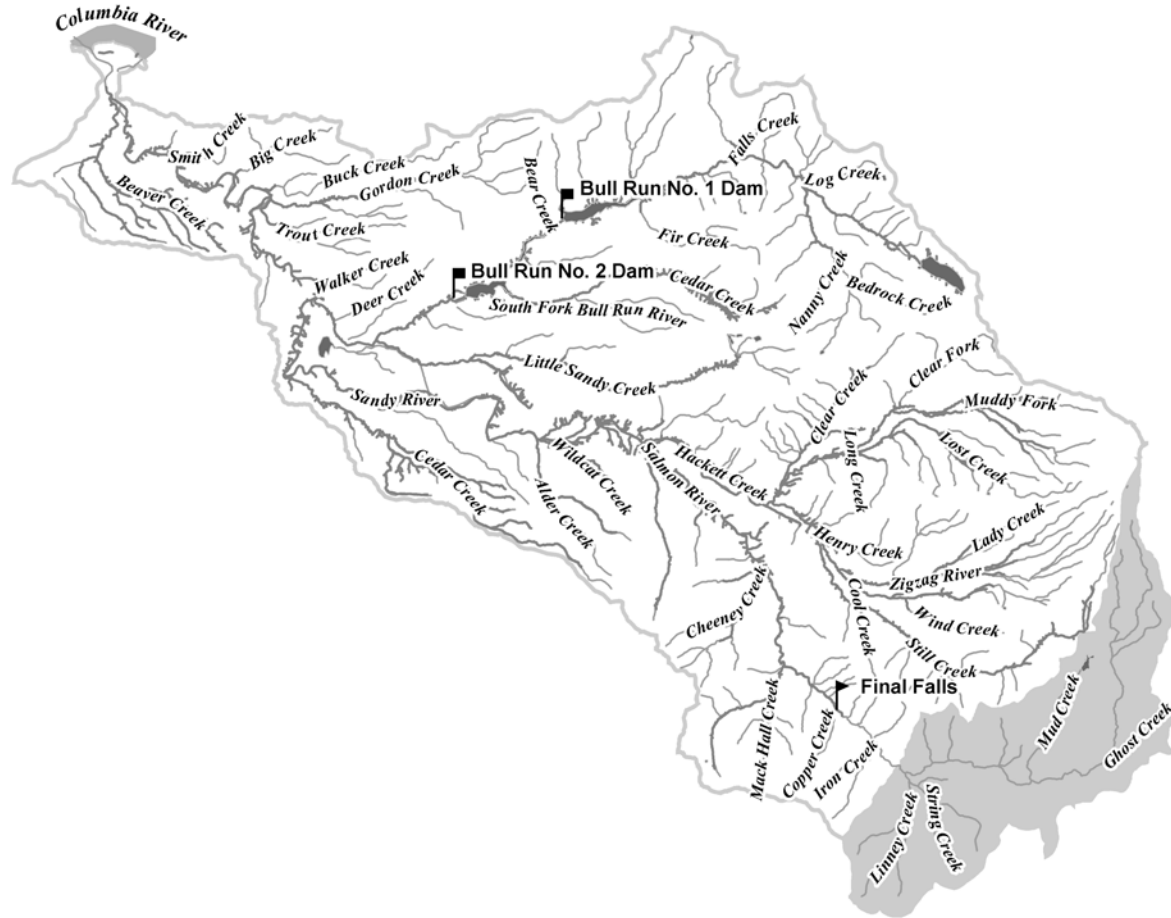 Columbia River
Smith Creek
Big Creek
Beaver Creek
Buck Creek
Gordon Creek
Trout Creek
Walker Creek
Deer Creek
Bear Creek
Bull Run No. 1 Dam
Bull Run No. 2 Dam
Falls Creek
Log Creek
Fir Creek
Cedar Creek
Nanny Creek
Bedrock Creek
South Fork Bull Run River
Little Sandy Creek
Sandy River
Cedar Creek
Alder Creek
Wildcat Creek
Salmon River
Hackett Creek
Clear Creek
Long Creek
Clear Fork
Muddy Fork
Lost Creek
Henry Creek
Lady Creek
Zigzag River
Wind Creek
Cool Creek
Still Creek
Cheeney Creek
Mack Hall Creek
Final Falls
Copper Creek
Iron Creek
Mud Creek
Ghost Creek
Linney Creek
String Creek